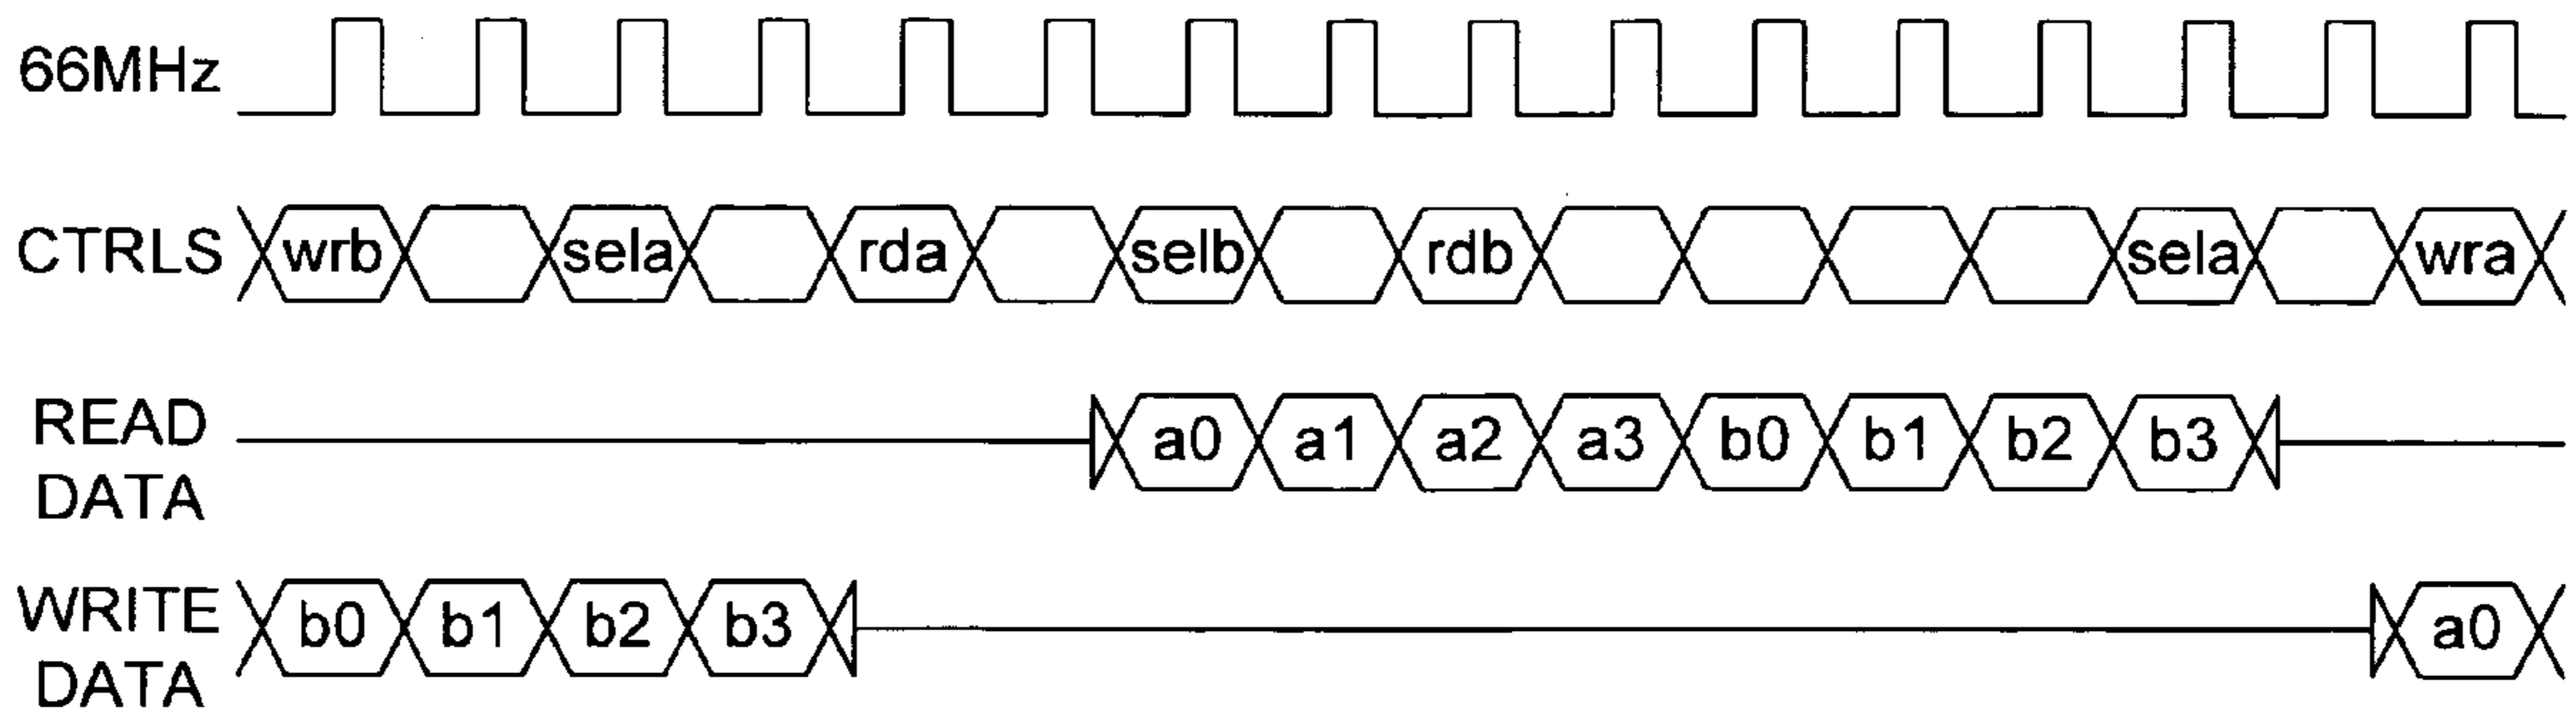 66MHz
CTRLS wrb sela rda selb rdb sela wra
READ DATA a0 a1 a2 a3 b0 b1 b2 b3
WRITE DATA b0 b1 b2 b3 a0